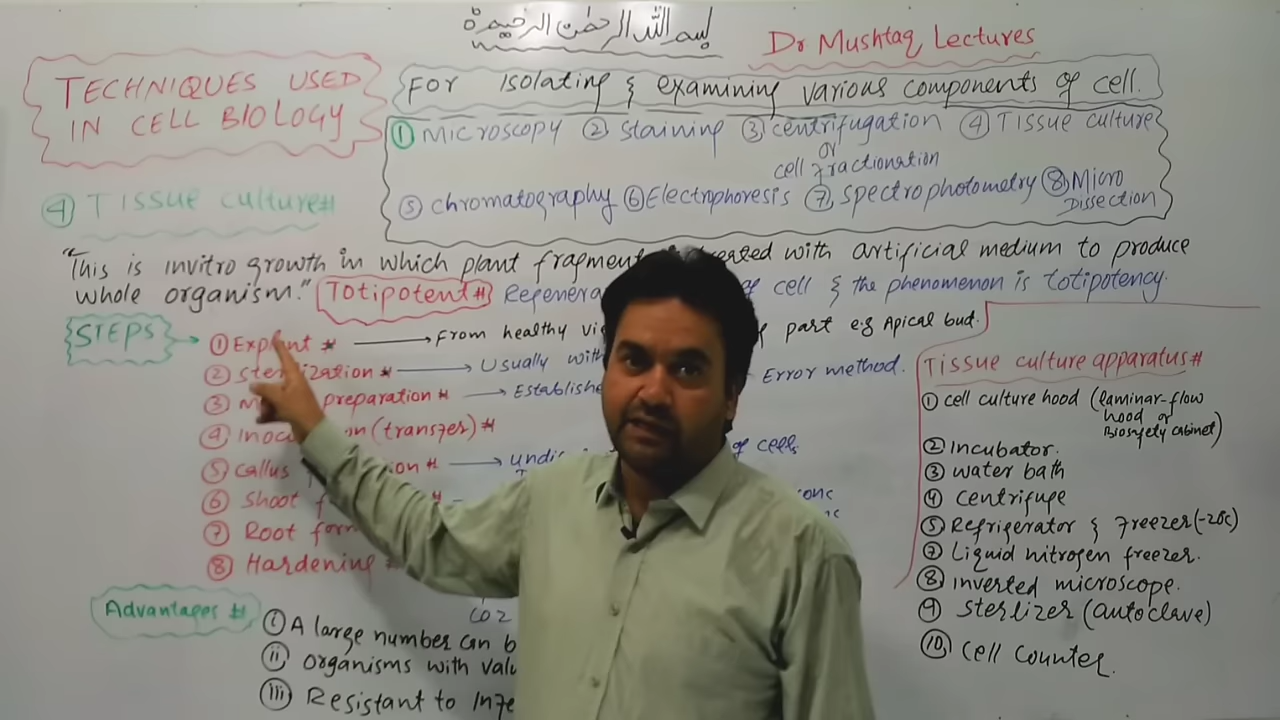 بسم الله الرحمن الرحيم
Dr Mushtaq Lectures
TECHNIQUES USED
IN CELL BIOLOGY
FOR Isolating & examining various components of cell.
① Microscopy ② Staining ③ centrifugation ④ Tissue culture
or
cell fractionation
⑤ chromatography ⑥ Electrophoresis ⑦ spectrophotometry ⑧ Micro
Dissection
④ Tissue culture#
"This is invitro growth in which plant with artificial medium to produce
whole organism." Totipotent# of cell & the phenomenon is totipotency.
STEPS
① Explant # From healthy part eg Apical bud.
② # Usually with Error method.
③ preparation #
④ (transfer) #
⑤ Callus # of cells
⑥ Shoot
⑦ Root
⑧ Hardening
CO2
Advantages #
① A large number can
ii organisms with
iii Resistant to
Tissue culture apparatus#
① cell culture hood (laminar-flow
hood or
Biosafety cabinet)
② Incubator.
③ water bath
④ centrifuge
⑤ Refrigerator & Freezer(-20c)
⑦ Liquid nitrogen freezer.
⑧ inverted microscope.
⑨ sterlizer (autoclave)
⑩ cell counter.